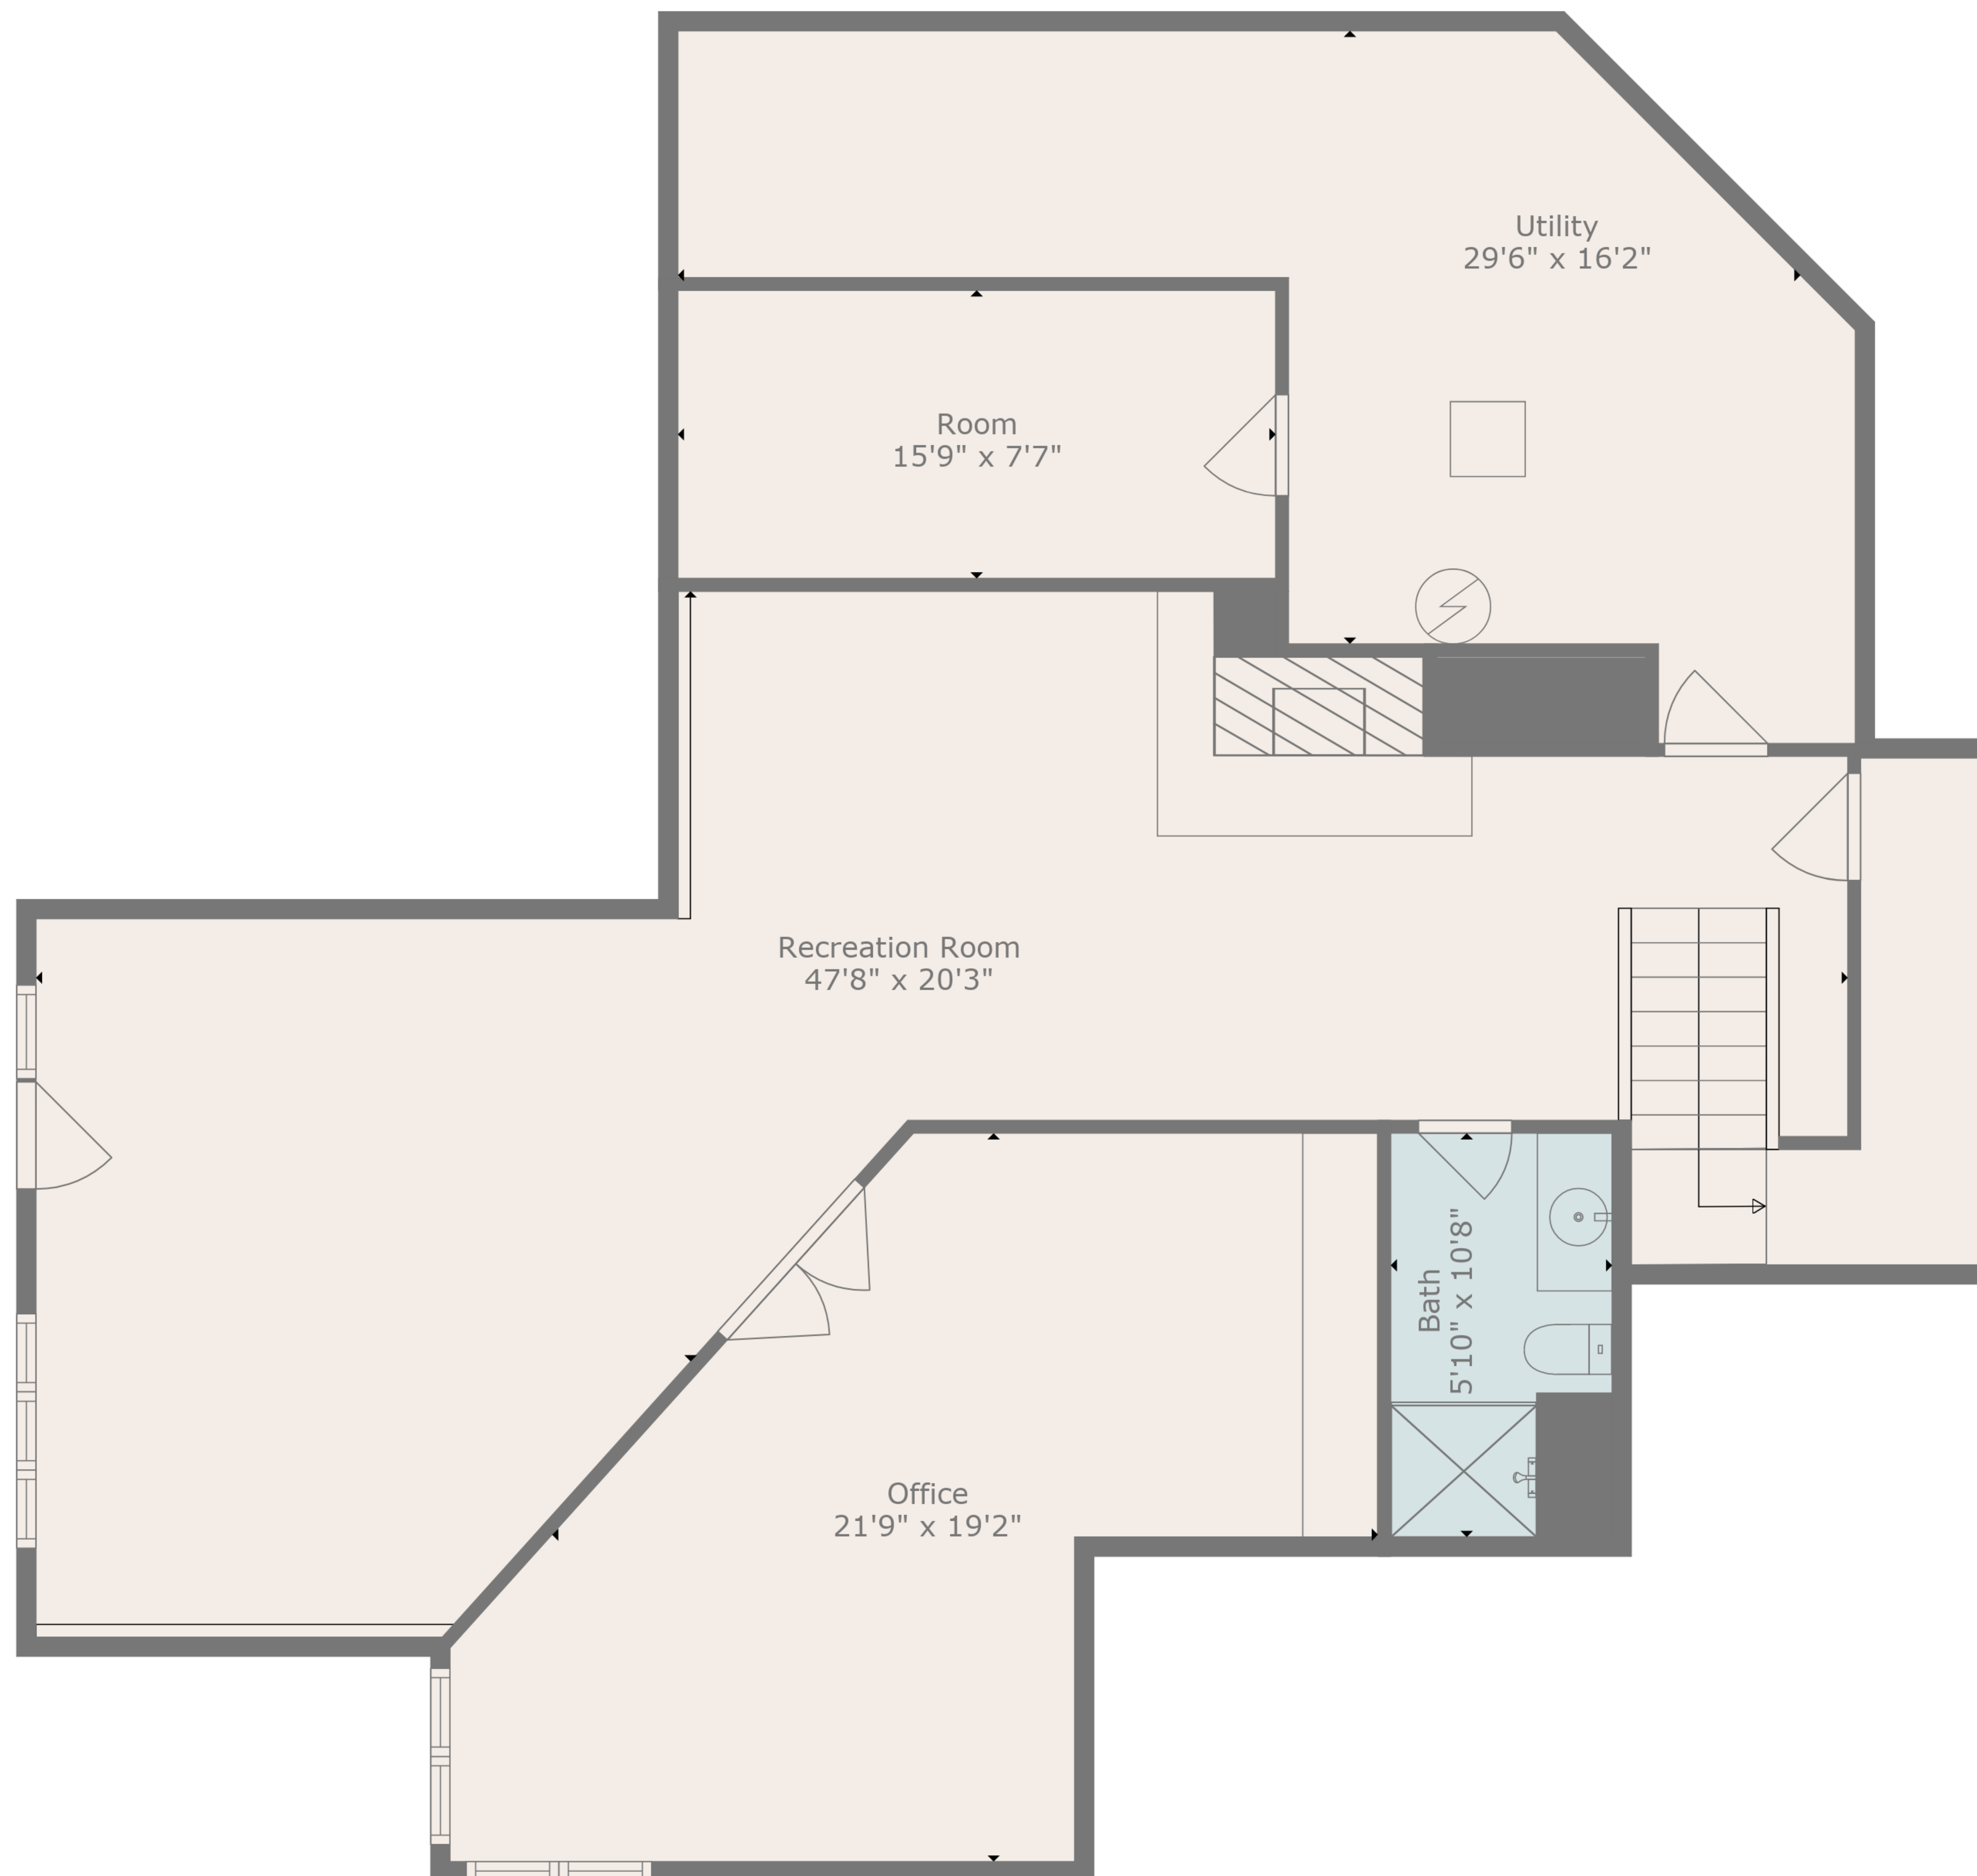 Utility
29'6" x 16'2"
Room
15'9" x 7'7"
Recreation Room
47'8" x 20'3"
Bath
5'10" x 10'8"
Office
21'9" x 19'2"